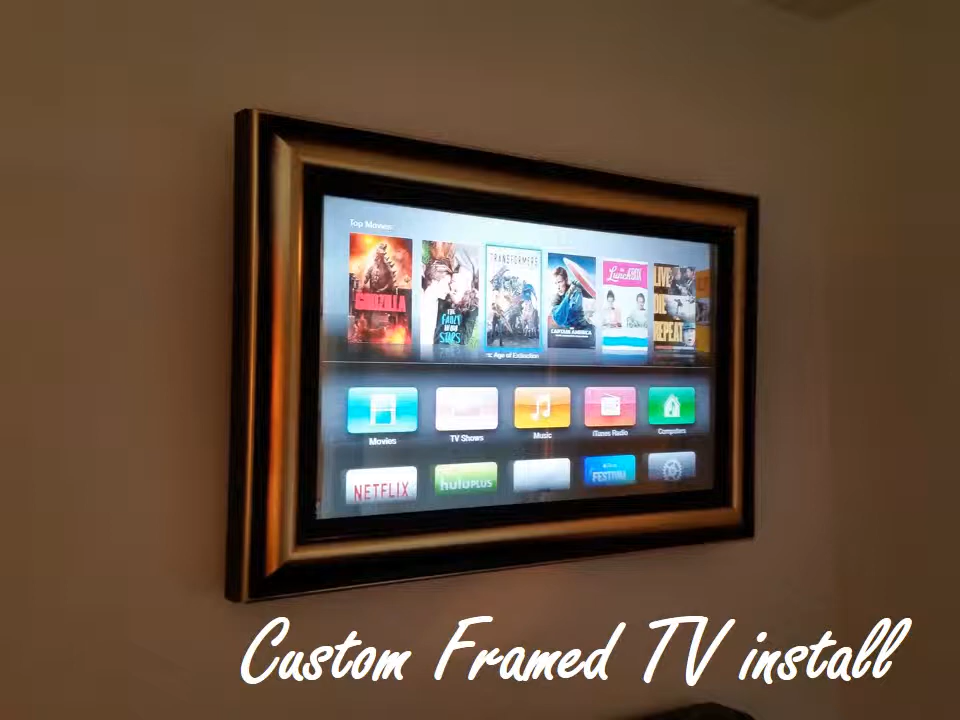 Top Movies
GODZILLA
THE
FAULT
IN OUR
STARS
TRANSFORMERS
Age of Extinction
CAPTAIN AMERICA
LunchBOX
LIVE
DIE
REPEAT
Movies
TV Shows
Music
iTunes Radio
Computers
NETFLIX
huluPLUS
FESTIVAL
Custom Framed TV install